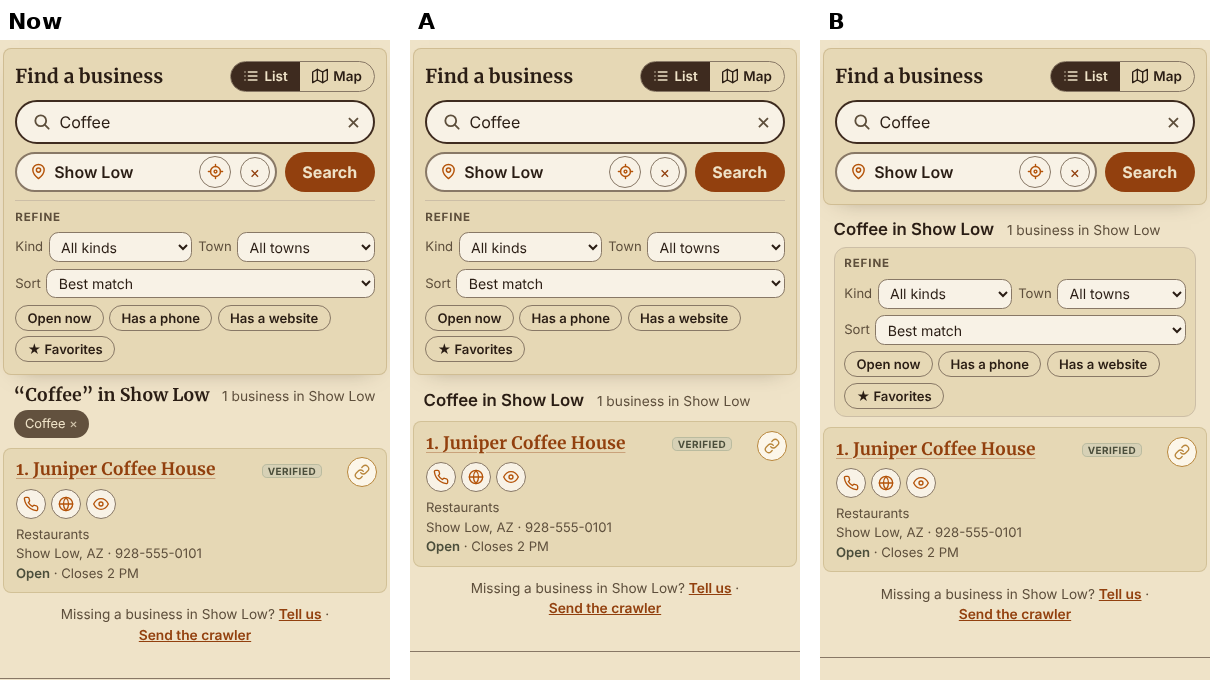 Now
Find a business
List
Map
Coffee
Show Low
Search
REFINE
Kind All kinds Town All towns
Sort Best match
Open now Has a phone Has a website
★ Favorites
“Coffee” in Show Low 1 business in Show Low
Coffee ×
1. Juniper Coffee House VERIFIED
Restaurants
Show Low, AZ · 928-555-0101
Open · Closes 2 PM
Missing a business in Show Low? Tell us ·
Send the crawler
A
Find a business
List
Map
Coffee
Show Low
Search
REFINE
Kind All kinds Town All towns
Sort Best match
Open now Has a phone Has a website
★ Favorites
Coffee in Show Low 1 business in Show Low
1. Juniper Coffee House VERIFIED
Restaurants
Show Low, AZ · 928-555-0101
Open · Closes 2 PM
Missing a business in Show Low? Tell us ·
Send the crawler
B
Find a business
List
Map
Coffee
Show Low
Search
Coffee in Show Low 1 business in Show Low
REFINE
Kind All kinds Town All towns
Sort Best match
Open now Has a phone Has a website
★ Favorites
1. Juniper Coffee House VERIFIED
Restaurants
Show Low, AZ · 928-555-0101
Open · Closes 2 PM
Missing a business in Show Low? Tell us ·
Send the crawler